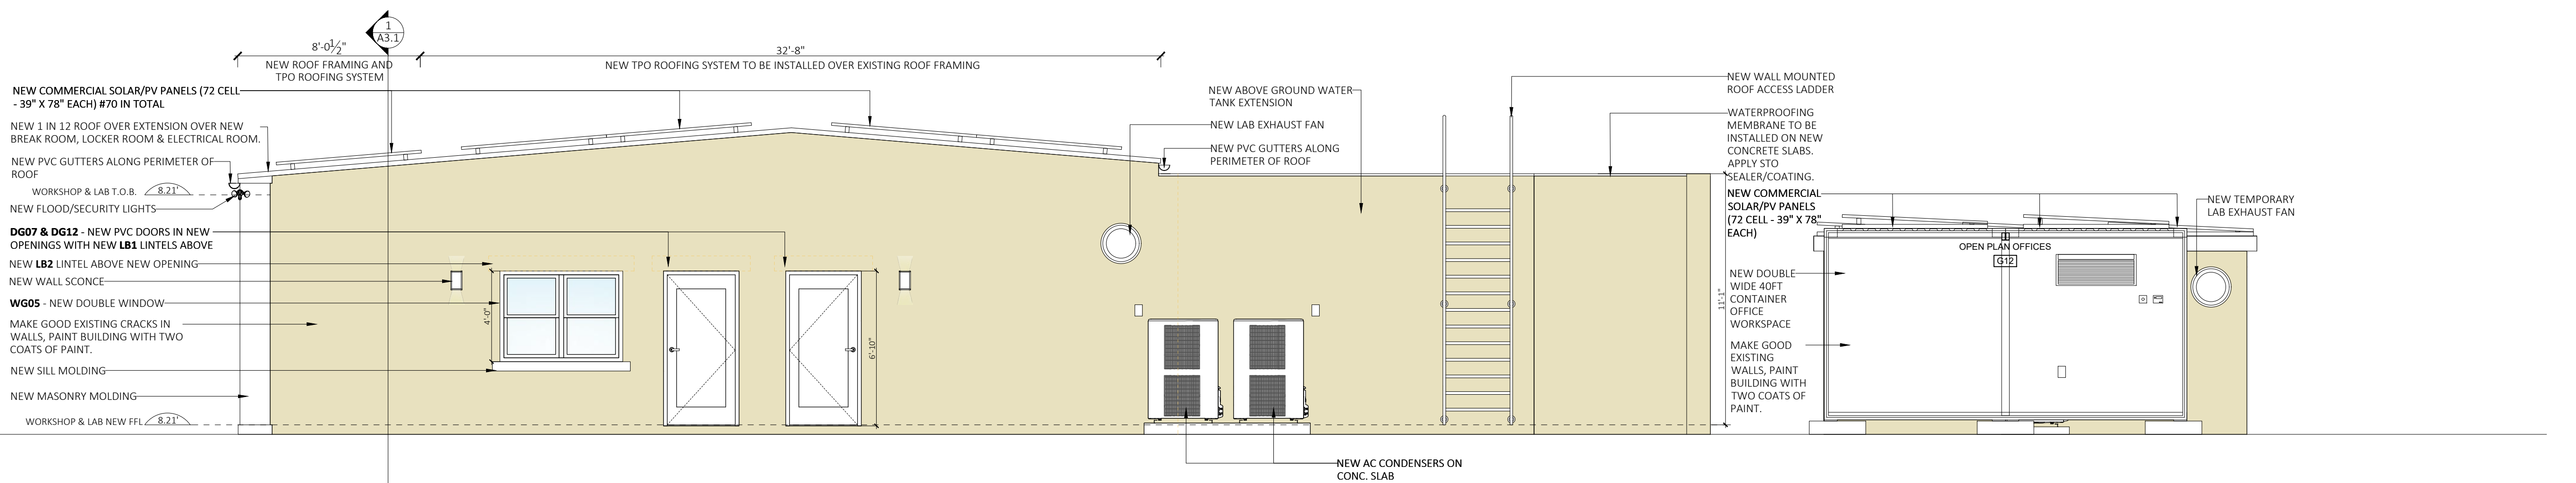 1
A3.1
8'-0½"
32'-8"
NEW ROOF FRAMING AND
TPO ROOFING SYSTEM
NEW TPO ROOFING SYSTEM TO BE INSTALLED OVER EXISTING ROOF FRAMING
NEW COMMERCIAL SOLAR/PV PANELS (72 CELL
- 39" X 78" EACH) #70 IN TOTAL
NEW 1 IN 12 ROOF OVER EXTENSION OVER NEW
BREAK ROOM, LOCKER ROOM & ELECTRICAL ROOM.
NEW PVC GUTTERS ALONG PERIMETER OF
ROOF
WORKSHOP & LAB T.O.B.
8.21'
NEW FLOOD/SECURITY LIGHTS
DG07 & DG12 - NEW PVC DOORS IN NEW
OPENINGS WITH NEW LB1 LINTELS ABOVE
NEW LB2 LINTEL ABOVE NEW OPENING
NEW WALL SCONCE
WG05 - NEW DOUBLE WINDOW
MAKE GOOD EXISTING CRACKS IN
WALLS, PAINT BUILDING WITH TWO
COATS OF PAINT.
NEW SILL MOLDING
NEW MASONRY MOLDING
WORKSHOP & LAB NEW FFL
8.21'
4'-0"
6'-10"
NEW ABOVE GROUND WATER
TANK EXTENSION
NEW LAB EXHAUST FAN
NEW PVC GUTTERS ALONG
PERIMETER OF ROOF
NEW AC CONDENSERS ON
CONC. SLAB
NEW WALL MOUNTED
ROOF ACCESS LADDER
WATERPROOFING
MEMBRANE TO BE
INSTALLED ON NEW
CONCRETE SLABS.
APPLY STO
SEALER/COATING.
NEW COMMERCIAL
SOLAR/PV PANELS
(72 CELL - 39" X 78"
EACH)
11'-1"
NEW DOUBLE
WIDE 40FT
CONTAINER
OFFICE
WORKSPACE
MAKE GOOD
EXISTING
WALLS, PAINT
BUILDING WITH
TWO COATS OF
PAINT.
OPEN PLAN OFFICES
G12
NEW TEMPORARY
LAB EXHAUST FAN